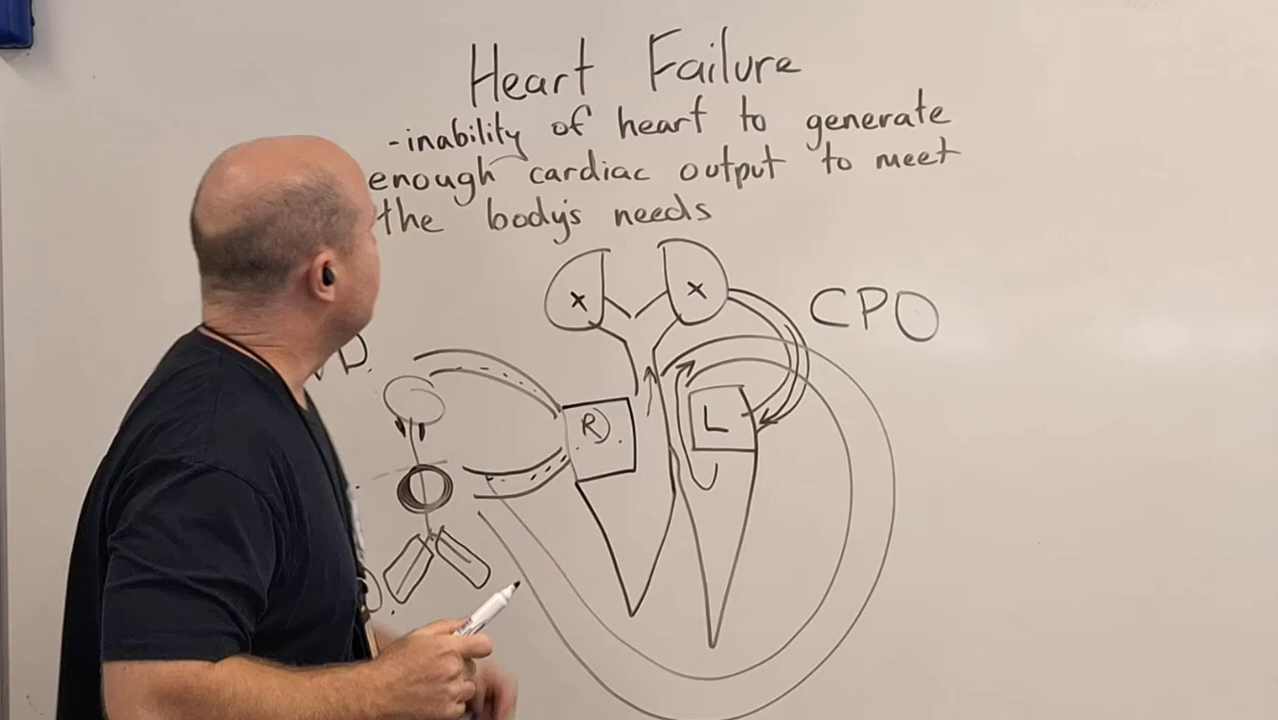 Heart Failure
-inability of heart to generate
enough cardiac output to meet
the body's needs
x x
CPO
R L